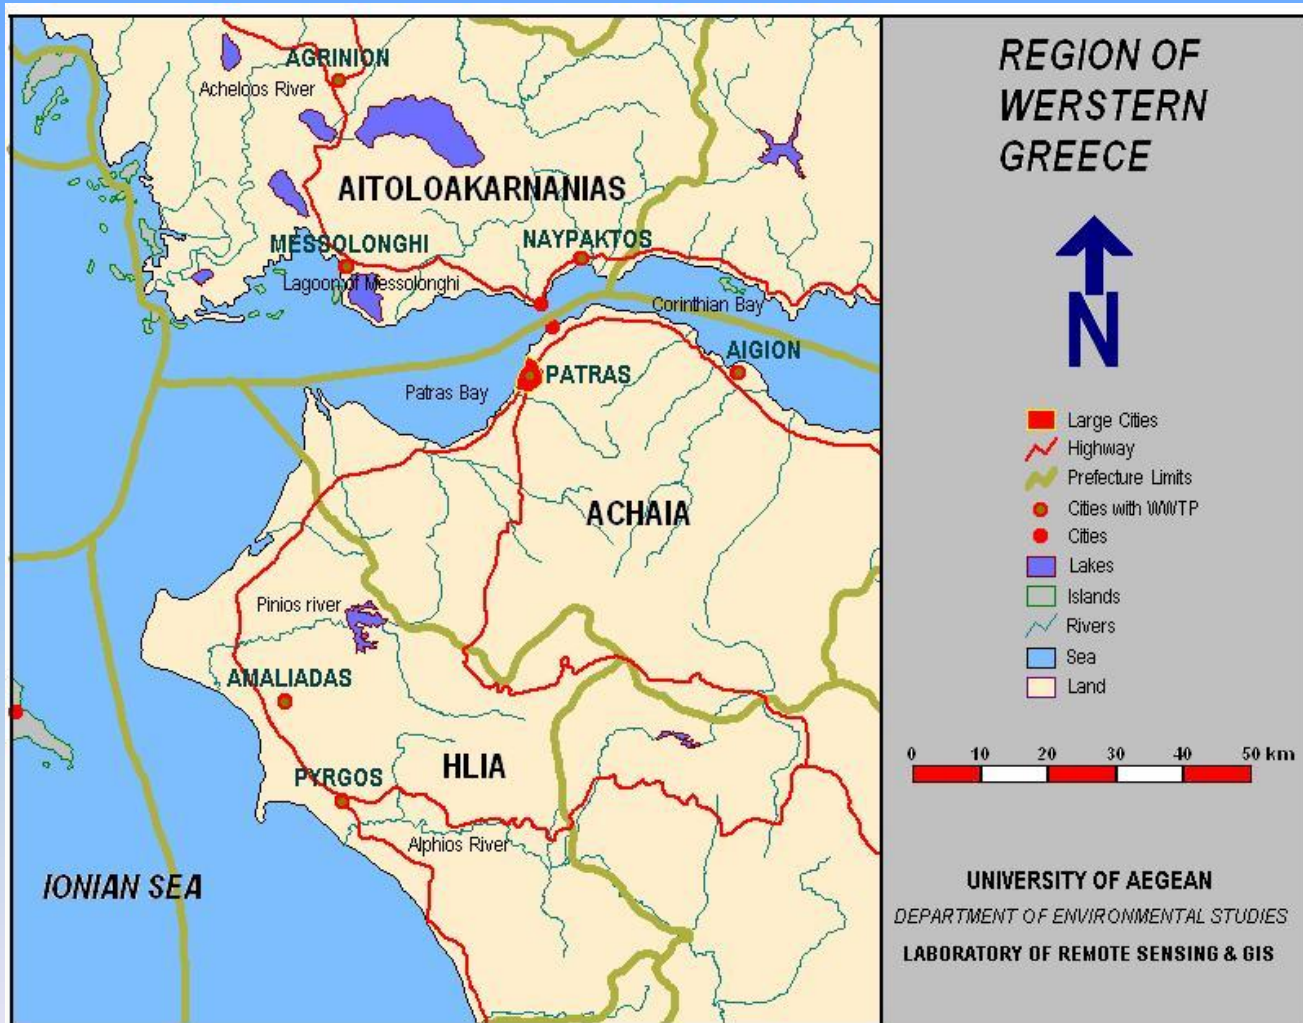 REGION OF
WERSTERN
GREECE
N
AGRINION
Acheloos River
AITOLOAKARNANIAS
MESSOLONGHI
NAYPAKTOS
Lagoon of Messolonghi
Corinthian Bay
AIGION
PATRAS
Patras Bay
ACHAIA
Pinios river
AMALIADAS
HLIA
PYRGOS
Alphios River
IONIAN SEA
Large Cities
Highway
Prefecture Limits
Cities with WWTP
Cities
Lakes
Islands
Rivers
Sea
Land
0 10 20 30 40 50 km
UNIVERSITY OF AEGEAN
DEPARTMENT OF ENVIRONMENTAL STUDIES
LABORATORY OF REMOTE SENSING & GIS